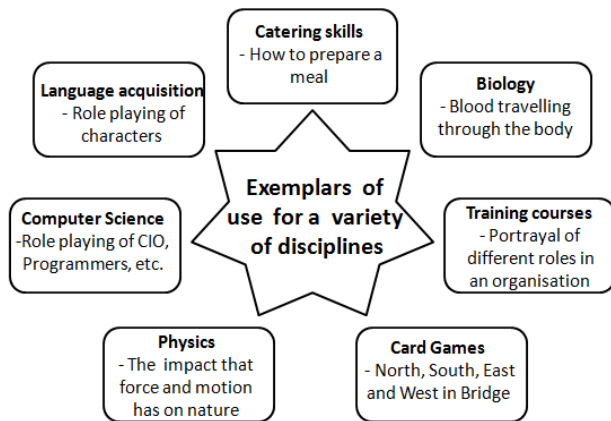 Catering skills
- How to prepare a
meal
Language acquisition
- Role playing of
characters
Biology
- Blood travelling
through the body
Exemplars of
use for a variety
of disciplines
Computer Science
-Role playing of CIO,
Programmers, etc.
Training courses
- Portrayal of
different roles in
an organisation
Physics
- The impact that
force and motion
has on nature
Card Games
- North, South, East
and West in Bridge